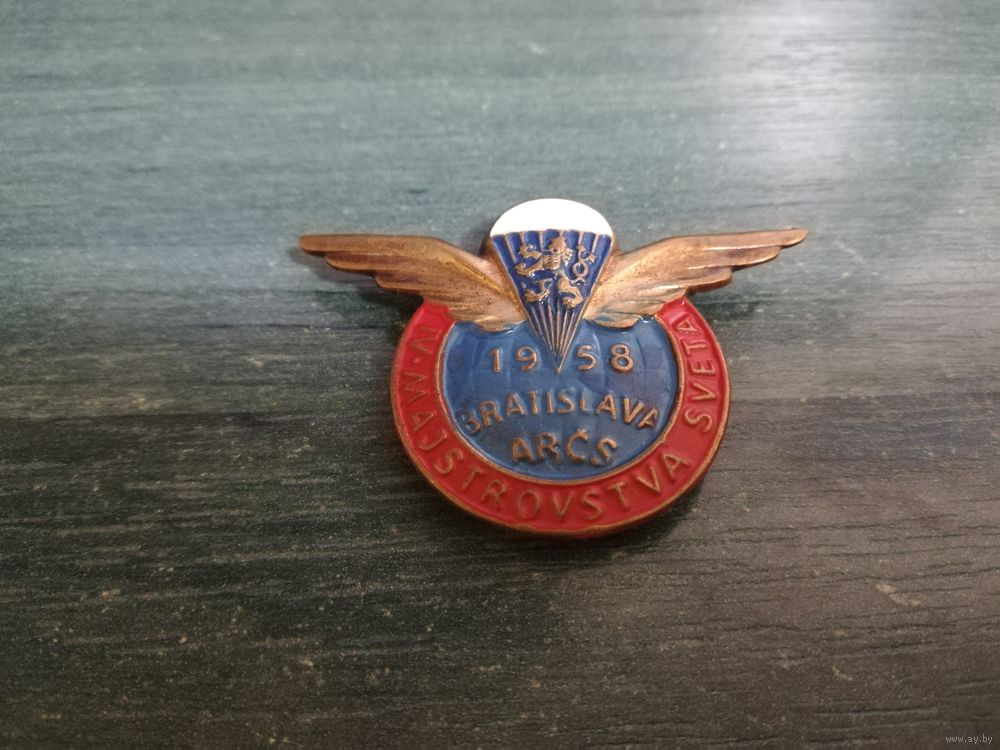 1958
BRATISLAVA
ARČS
IV. MAJSTROVSTVA SVETA
www.ay.by